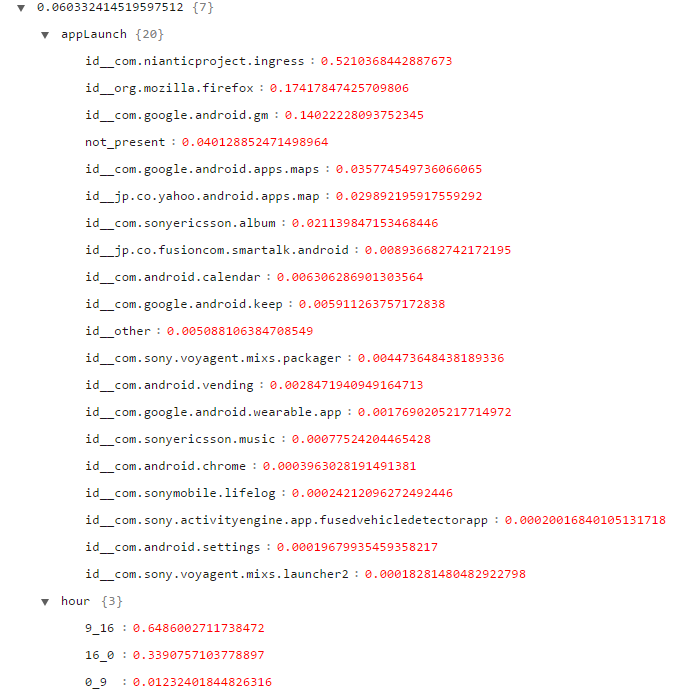 ▼ 0.060332414519597512 {7}
▼ appLaunch {20}
id__com.nianticproject.ingress : 0.5210368442887673
id__org.mozilla.firefox : 0.17417847425709806
id__com.google.android.gm : 0.14022228093752345
not_present : 0.040128852471498964
id__com.google.android.apps.maps : 0.035774549736066065
id__jp.co.yahoo.android.apps.map : 0.029892195917559292
id__com.sonyericsson.album : 0.021139847153468446
id__jp.co.fusioncom.smartalk.android : 0.008936682742172195
id__com.android.calendar : 0.006306286901303564
id__com.google.android.keep : 0.005911263757172838
id__other : 0.005088106384708549
id__com.sony.voyagent.mixs.packager : 0.004473648438189336
id__com.android.vending : 0.0028471940949164713
id__com.google.android.wearable.app : 0.0017690205217714972
id__com.sonyericsson.music : 0.00077524204465428
id__com.android.chrome : 0.0003963028191491381
id__com.sonymobile.lifelog : 0.00024212096272492446
id__com.sony.activityengine.app.fusedvehicledetectorapp : 0.00020016840105131718
id__com.android.settings : 0.00019679935459358217
id__com.sony.voyagent.mixs.launcher2 : 0.00018281480482922798
▼ hour {3}
9_16 : 0.6486002711738472
16_0 : 0.3390757103778897
0_9 : 0.01232401844826316